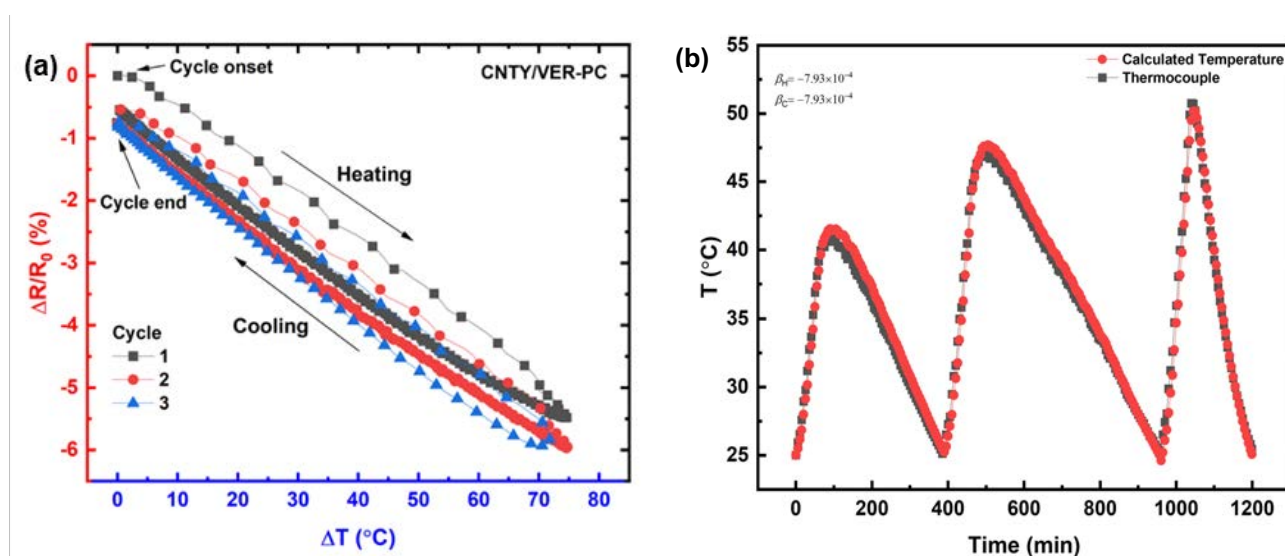 (a)
Cycle onset
CNTY/VER-PC
Heating
Cycle end
Cooling
Cycle
1
2
3
ΔR/R₀ (%)
0
-1
-2
-3
-4
-5
-6
0 10 20 30 40 50 60 70 80
ΔT (°C)
(b)
Calculated Temperature
Thermocouple
βH= −7.93×10⁻⁴
βC= −7.93×10⁻⁴
T (°C)
55
50
45
40
35
30
25
0 200 400 600 800 1000 1200
Time (min)